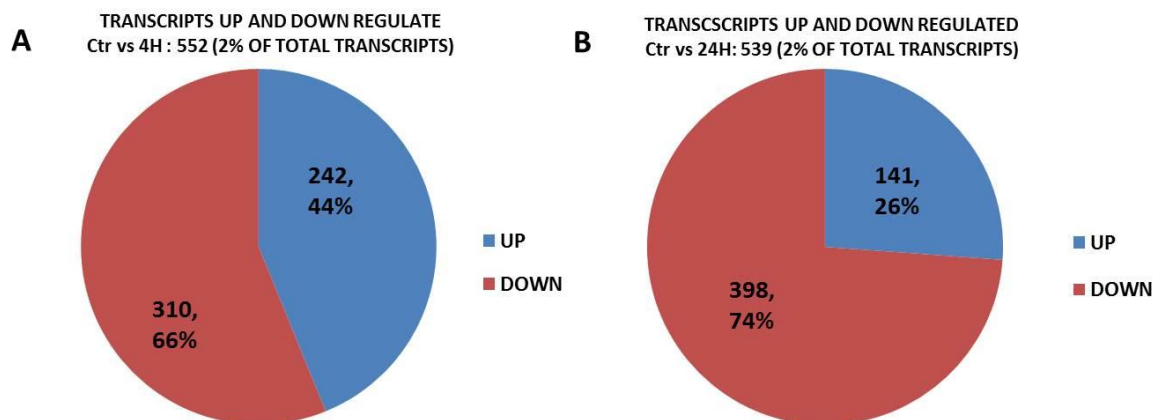 A
TRANSCRIPTS UP AND DOWN REGULATE
Ctr vs 4H : 552 (2% OF TOTAL TRANSCRIPTS)
242,
44%
310,
66%
UP
DOWN
B
TRANSCSCRIPTS UP AND DOWN REGULATED
Ctr vs 24H: 539 (2% OF TOTAL TRANSCRIPTS)
141,
26%
398,
74%
UP
DOWN